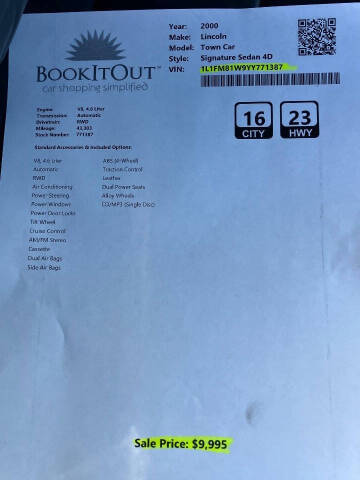 BOOKITOUT™
car shopping simplified
Year: 2000
Make: Lincoln
Model: Town Car
Style: Signature Sedan 4D
VIN: 1L1FM81W9YY771387
Engine: V8, 4.6 Liter
Transmission: Automatic
Drivetrain: RWD
Mileage: 43,303
Stock Number: 771387
16 CITY
23 HWY
Standard Accessories & Included Options:
V8, 4.6 Liter
Automatic
RWD
Air Conditioning
Power Steering
Power Windows
Power Door Locks
Tilt Wheel
Cruise Control
AM/FM Stereo
Cassette
Dual Air Bags
Side Air Bags
ABS (4-Wheel)
Traction Control
Leather
Dual Power Seats
Alloy Wheels
CD/MP3 (Single Disc)
Sale Price: $9,995